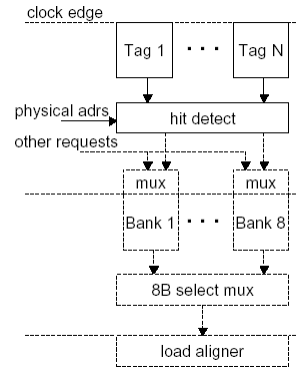 clock edge
Tag 1 · · · Tag N
physical adrs
hit detect
other requests
mux mux
Bank 1 · · · Bank 8
8B select mux
load aligner